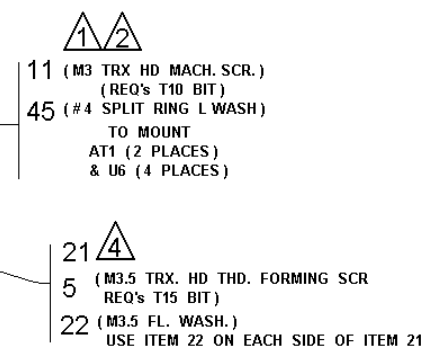 1 2
11 (M3 TRX HD MACH. SCR.)
(REQ's T10 BIT)
45 (#4 SPLIT RING L WASH)
TO MOUNT
AT1 (2 PLACES)
& U6 (4 PLACES)
21 4
5 (M3.5 TRX. HD THD. FORMING SCR
REQ's T15 BIT)
22 (M3.5 FL. WASH.)
USE ITEM 22 ON EACH SIDE OF ITEM 21